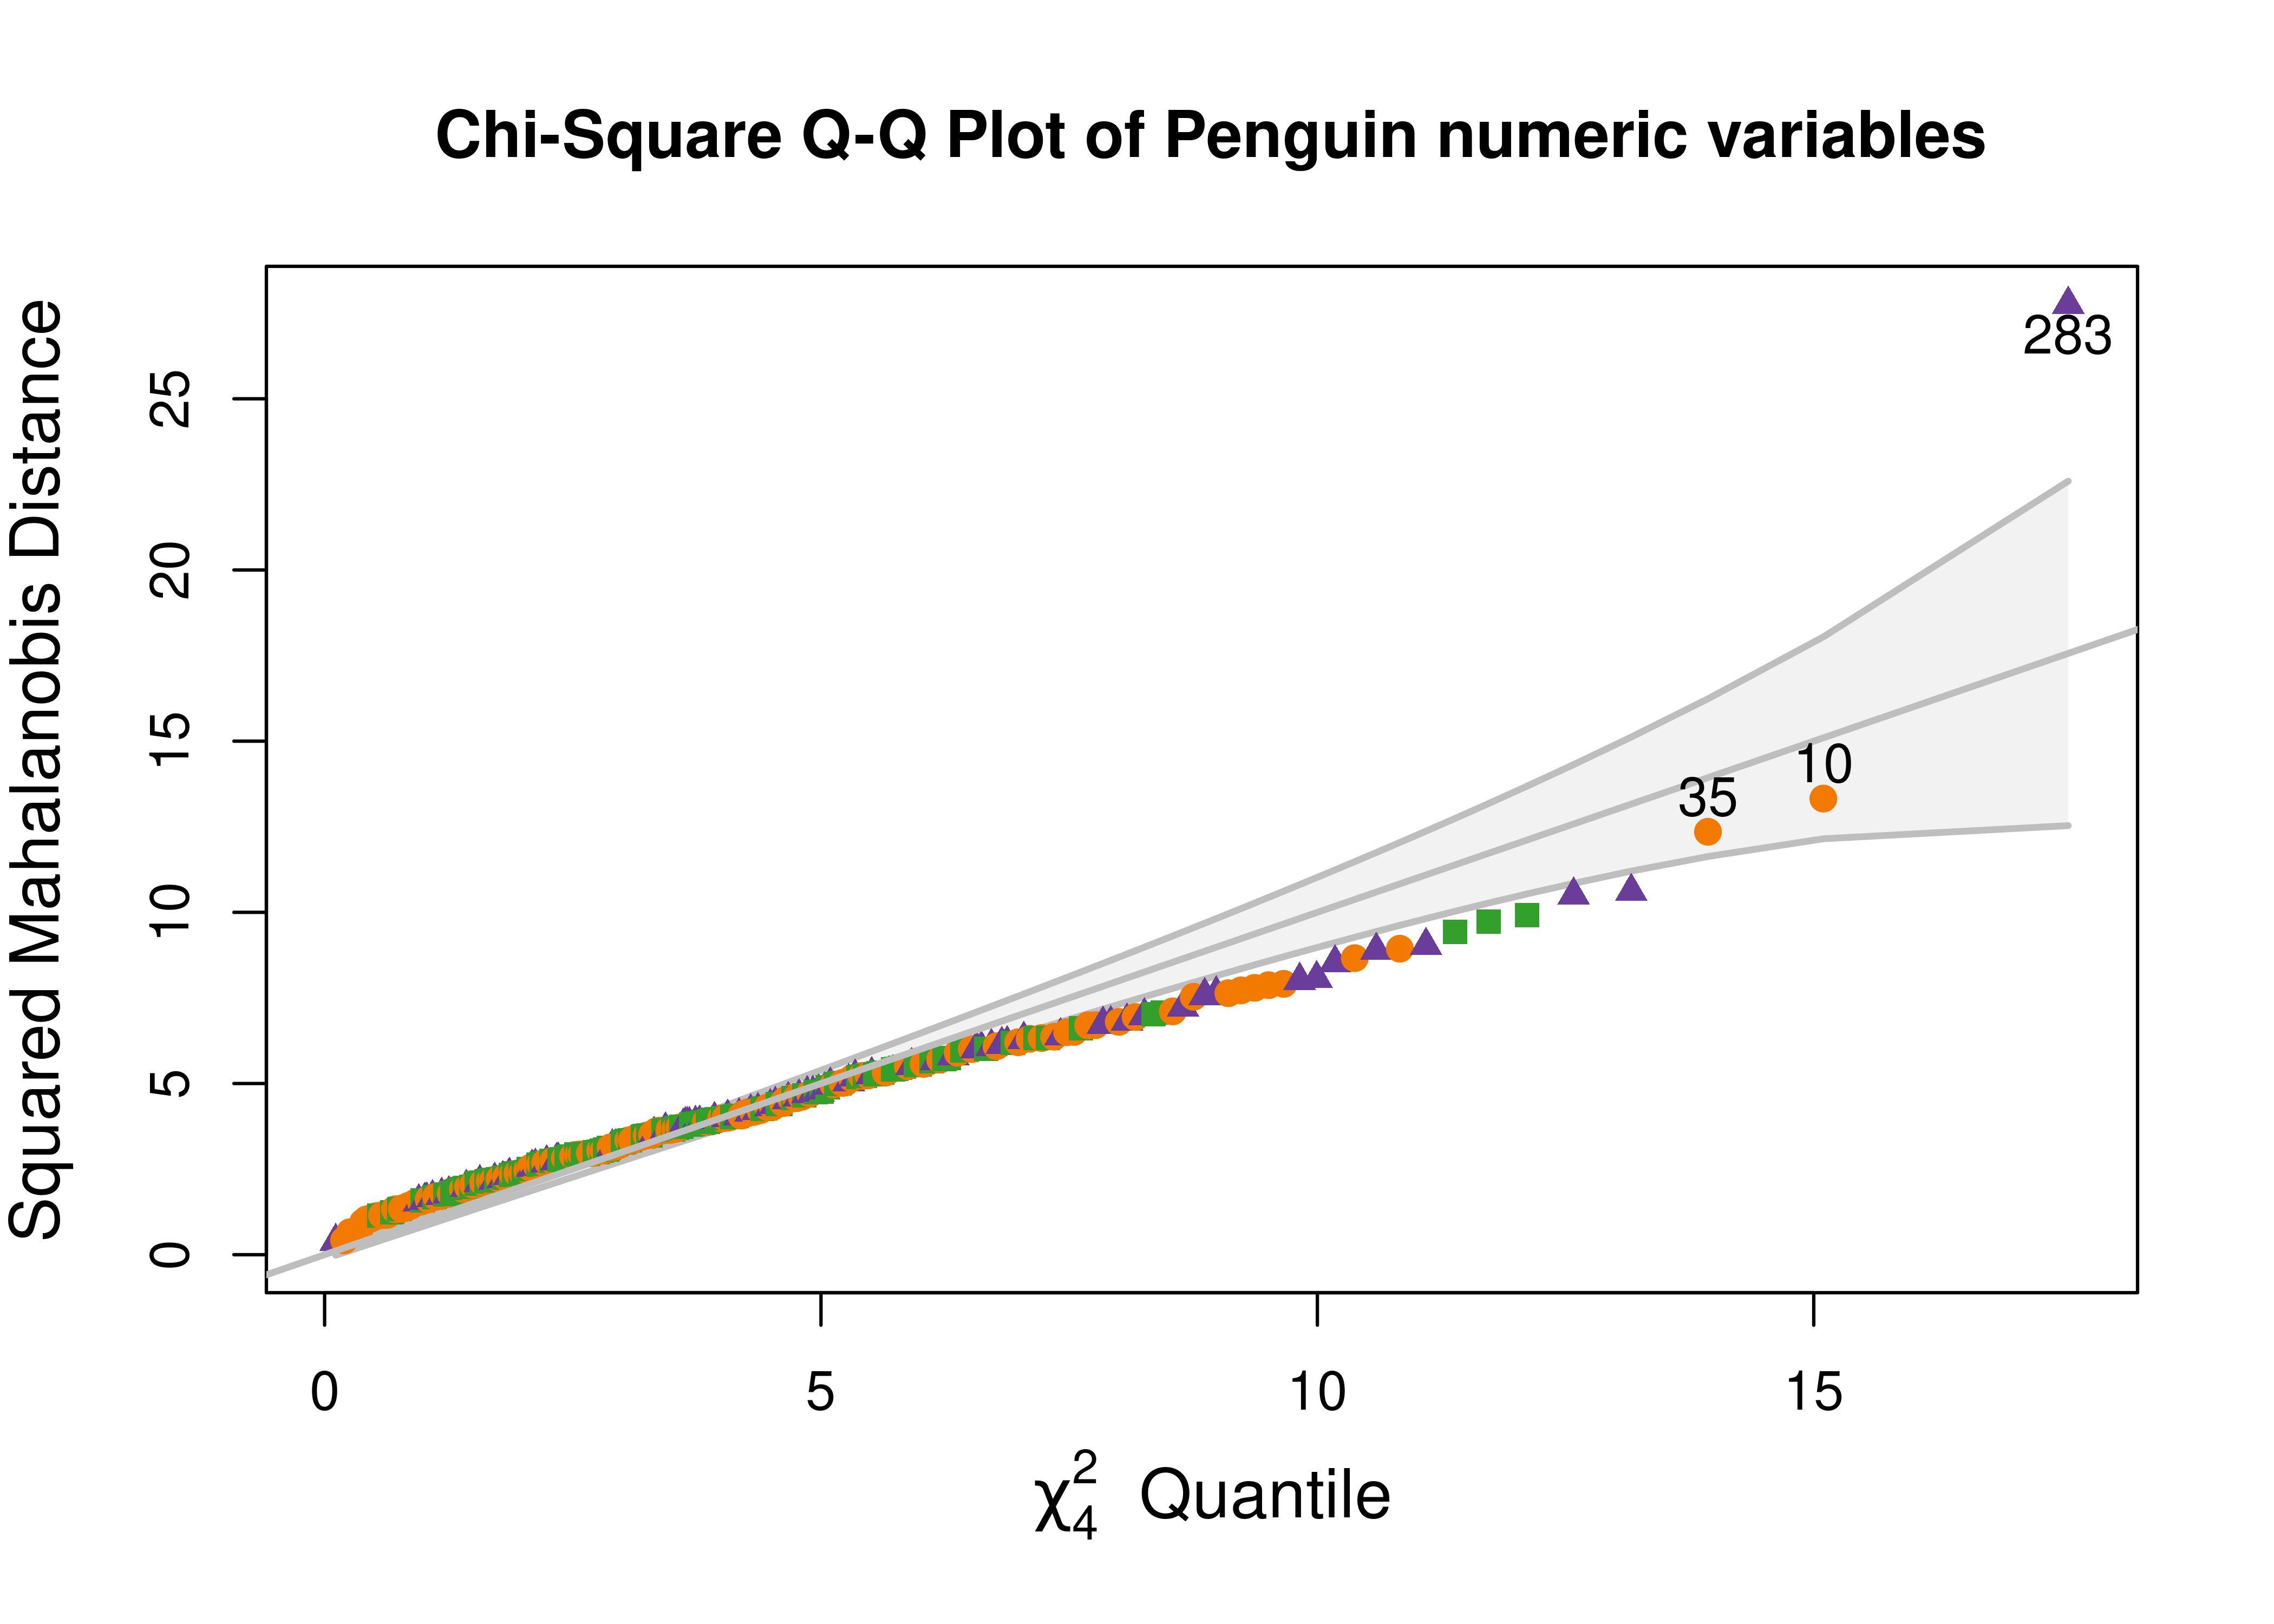 Chi-Square Q-Q Plot of Penguin numeric variables
Squared Mahalanobis Distance
25
20
15
10
5
0
283
10
35
0 5 10 15
χ²₄ Quantile